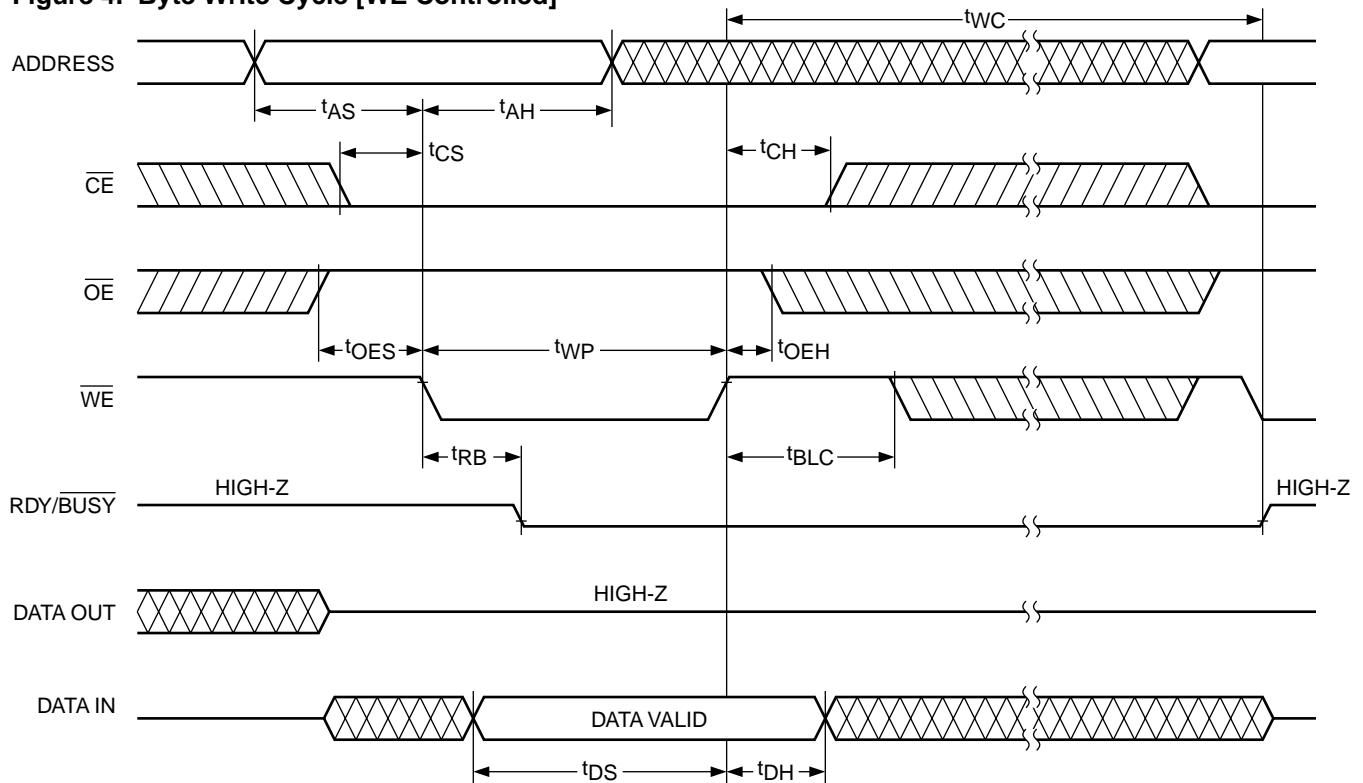 Figure 4. Byte Write Cycle [WE Controlled]
tWC
ADDRESS
tAS
tAH
tCS
tCH
CE
OE
tOES
tWP
tOEH
WE
tRB
tBLC
HIGH-Z
HIGH-Z
RDY/BUSY
HIGH-Z
DATA OUT
DATA IN
DATA VALID
tDS
tDH